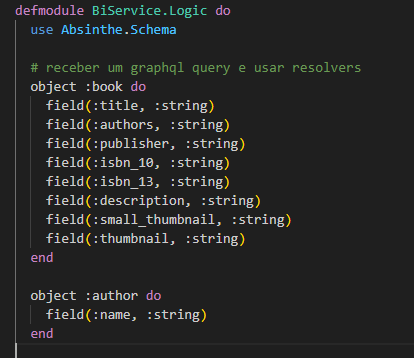 defmodule BiService.Logic do
use Absinthe.Schema
# receber um graphql query e usar resolvers
object :book do
field(:title, :string)
field(:authors, :string)
field(:publisher, :string)
field(:isbn_10, :string)
field(:isbn_13, :string)
field(:description, :string)
field(:small_thumbnail, :string)
field(:thumbnail, :string)
end
object :author do
field(:name, :string)
end